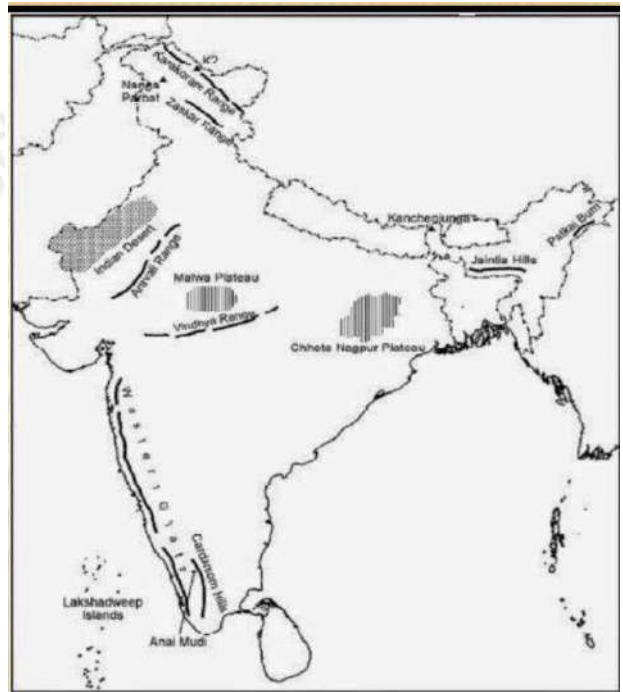 K2
Karakoram Range
Nanga
Parbat
Zaskar Range
Kanchenjunga
Patkai Bum
Jaintia Hills
Indian Desert
Aravali Range
Malwa Plateau
Vindhya Range
Chhota Nagpur Plateau
Western Ghats
Cardamom Hills
Lakshadweep
Islands
Anai Mudi